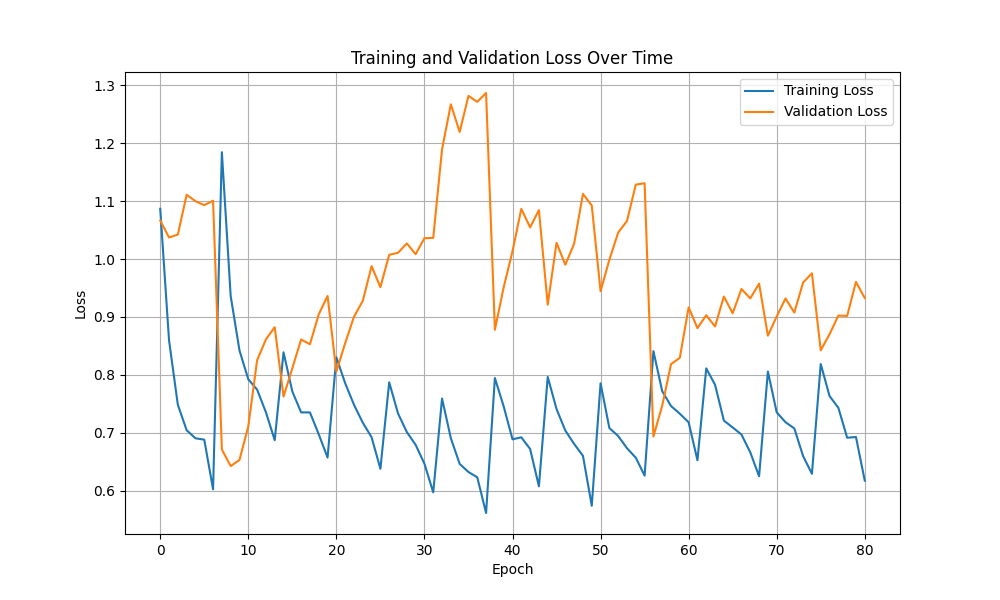 Training and Validation Loss Over Time
Training Loss
Validation Loss
Loss
1.3
1.2
1.1
1.0
0.9
0.8
0.7
0.6
0 10 20 30 40 50 60 70 80
Epoch